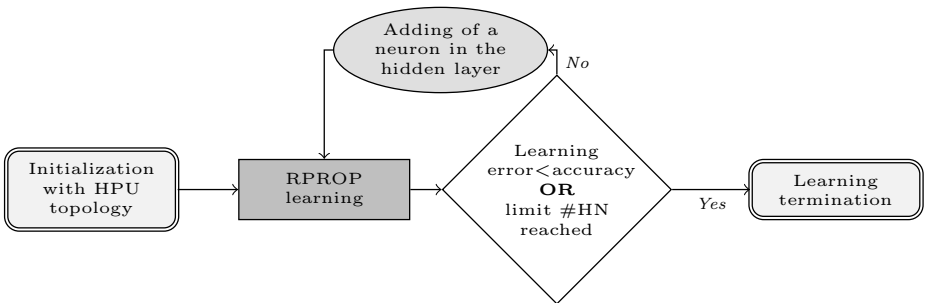 Adding of a
neuron in the
hidden layer
No
Initialization
with HPU
topology
RPROP
learning
Learning
error<accuracy
OR
limit #HN
reached
Yes
Learning
termination